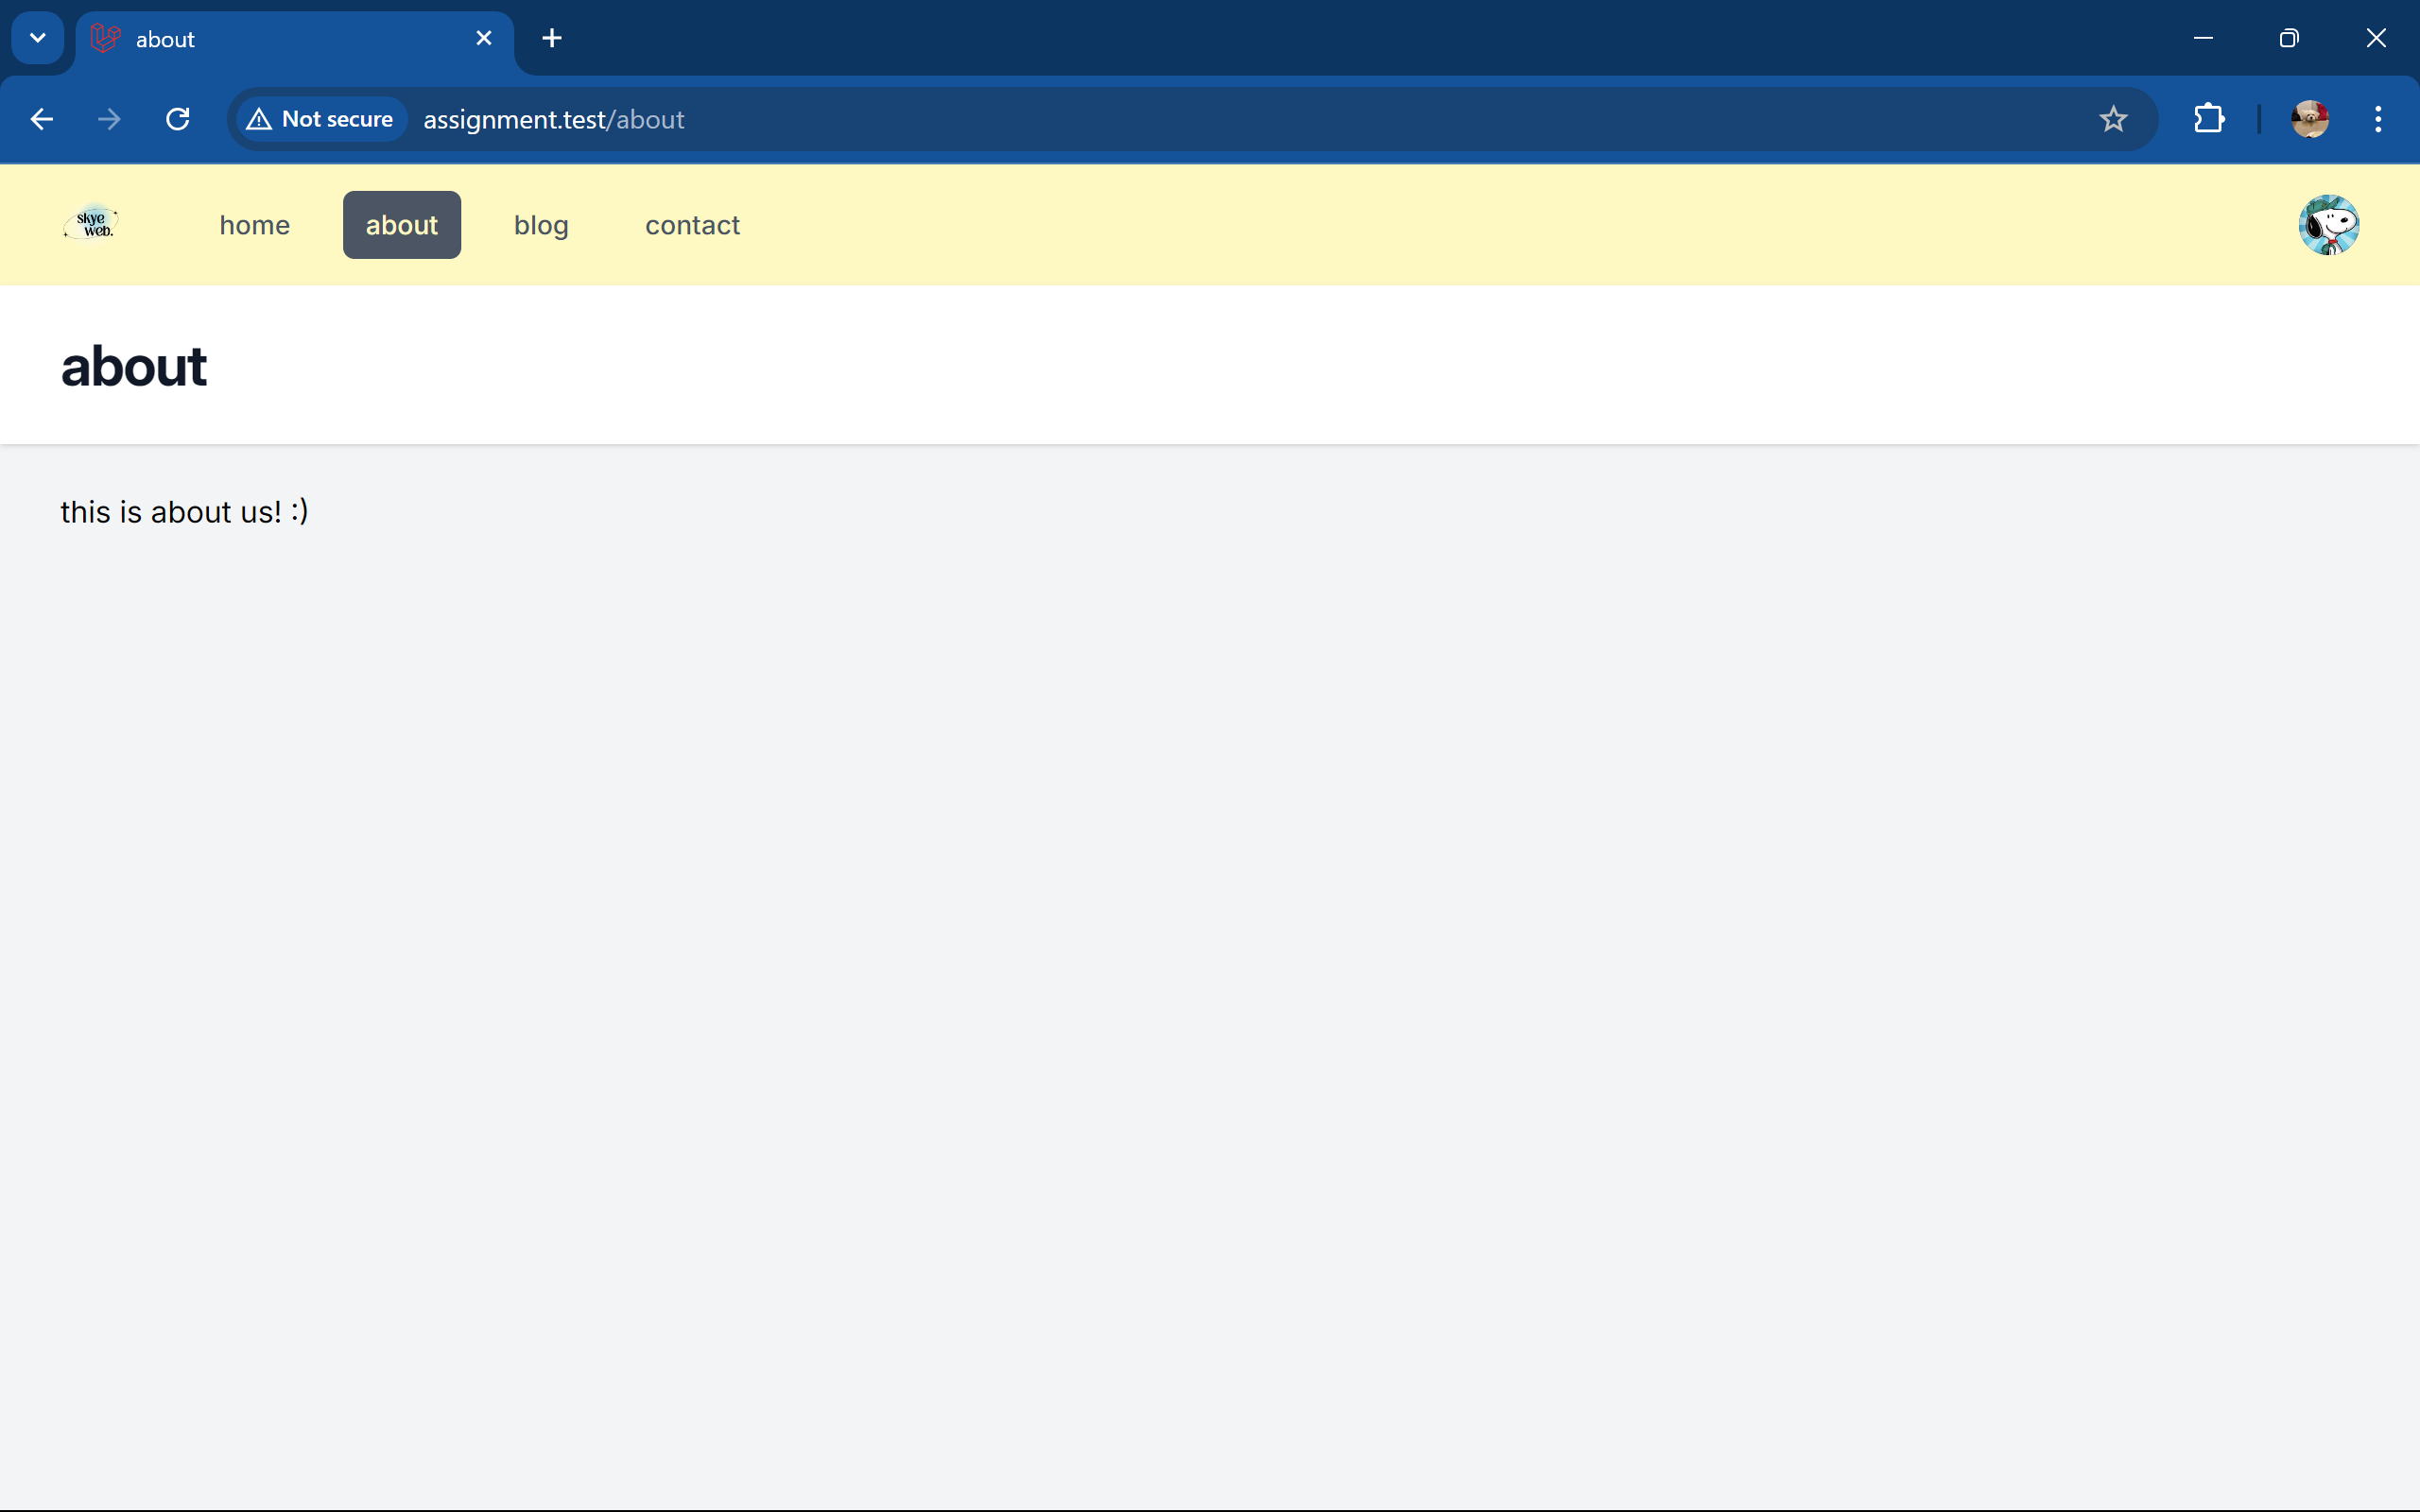 about
Not secure assignment.test/about
skye
web.
home about blog contact
about
this is about us! :)